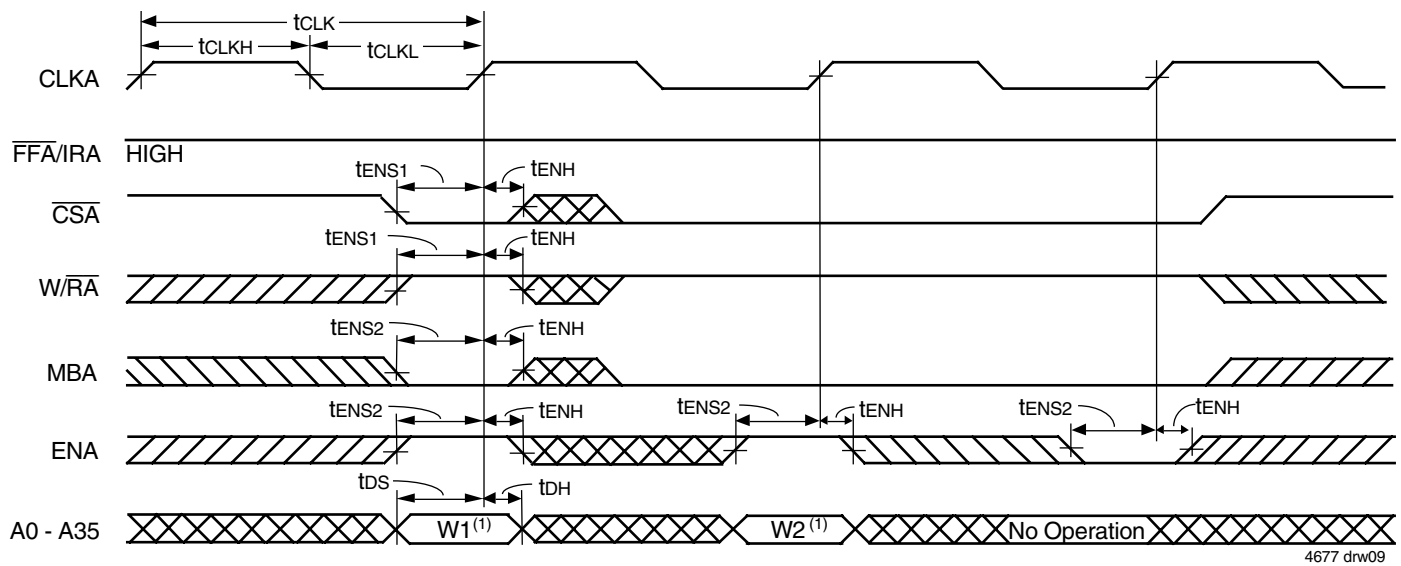 tCLK
tCLKH tCLKL
CLKA
FFA/IRA HIGH
tENS1 tENH
CSA
tENS1 tENH
W/RA
tENS2 tENH
MBA
tENS2 tENH tENS2 tENH tENS2 tENH
ENA
tDS tDH
A0 - A35 W1(1) W2(1) No Operation
4677 drw09